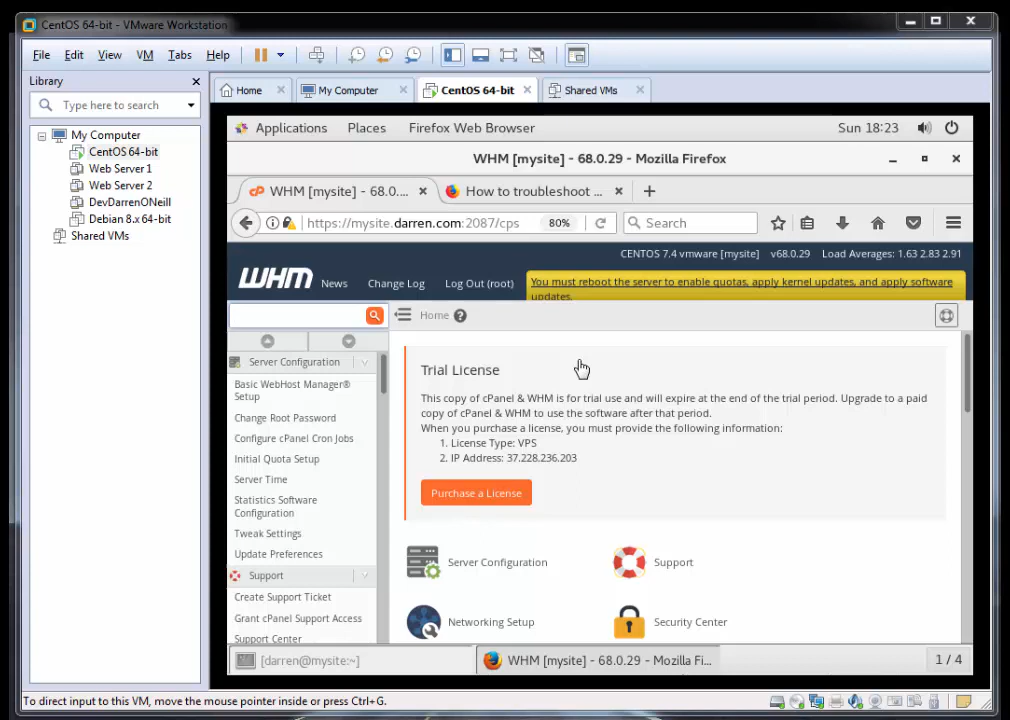 CentOS 64-bit - VMware Workstation
File Edit View VM Tabs Help
Library
Type here to search
My Computer
CentOS 64-bit
Web Server 1
Web Server 2
DevDarrenONeill
Debian 8.x 64-bit
Shared VMs
Home My Computer CentOS 64-bit Shared VMs
Applications Places Firefox Web Browser Sun 18:23
WHM [mysite] - 68.0.29 - Mozilla Firefox
cP WHM [mysite] - 68.0.... How to troubleshoot ...
https://mysite.darren.com:2087/cps 80% Search
CENTOS 7.4 vmware [mysite] v68.0.29 Load Averages: 1.63 2.83 2.91
WHM News Change Log Log Out (root)
You must reboot the server to enable quotas, apply kernel updates, and apply software
updates.
Home
Server Configuration
Basic WebHost Manager®
Setup
Change Root Password
Configure cPanel Cron Jobs
Initial Quota Setup
Server Time
Statistics Software
Configuration
Tweak Settings
Update Preferences
Support
Create Support Ticket
Grant cPanel Support Access
Support Center
Trial License
This copy of cPanel & WHM is for trial use and will expire at the end of the trial period. Upgrade to a paid
copy of cPanel & WHM to use the software after that period.
When you purchase a license, you must provide the following information:
1. License Type: VPS
2. IP Address: 37.228.236.203
Purchase a License
Server Configuration Support
Networking Setup Security Center
[darren@mysite:~] WHM [mysite] - 68.0.29 - Mozilla Fi... 1 / 4
To direct input to this VM, move the mouse pointer inside or press Ctrl+G.